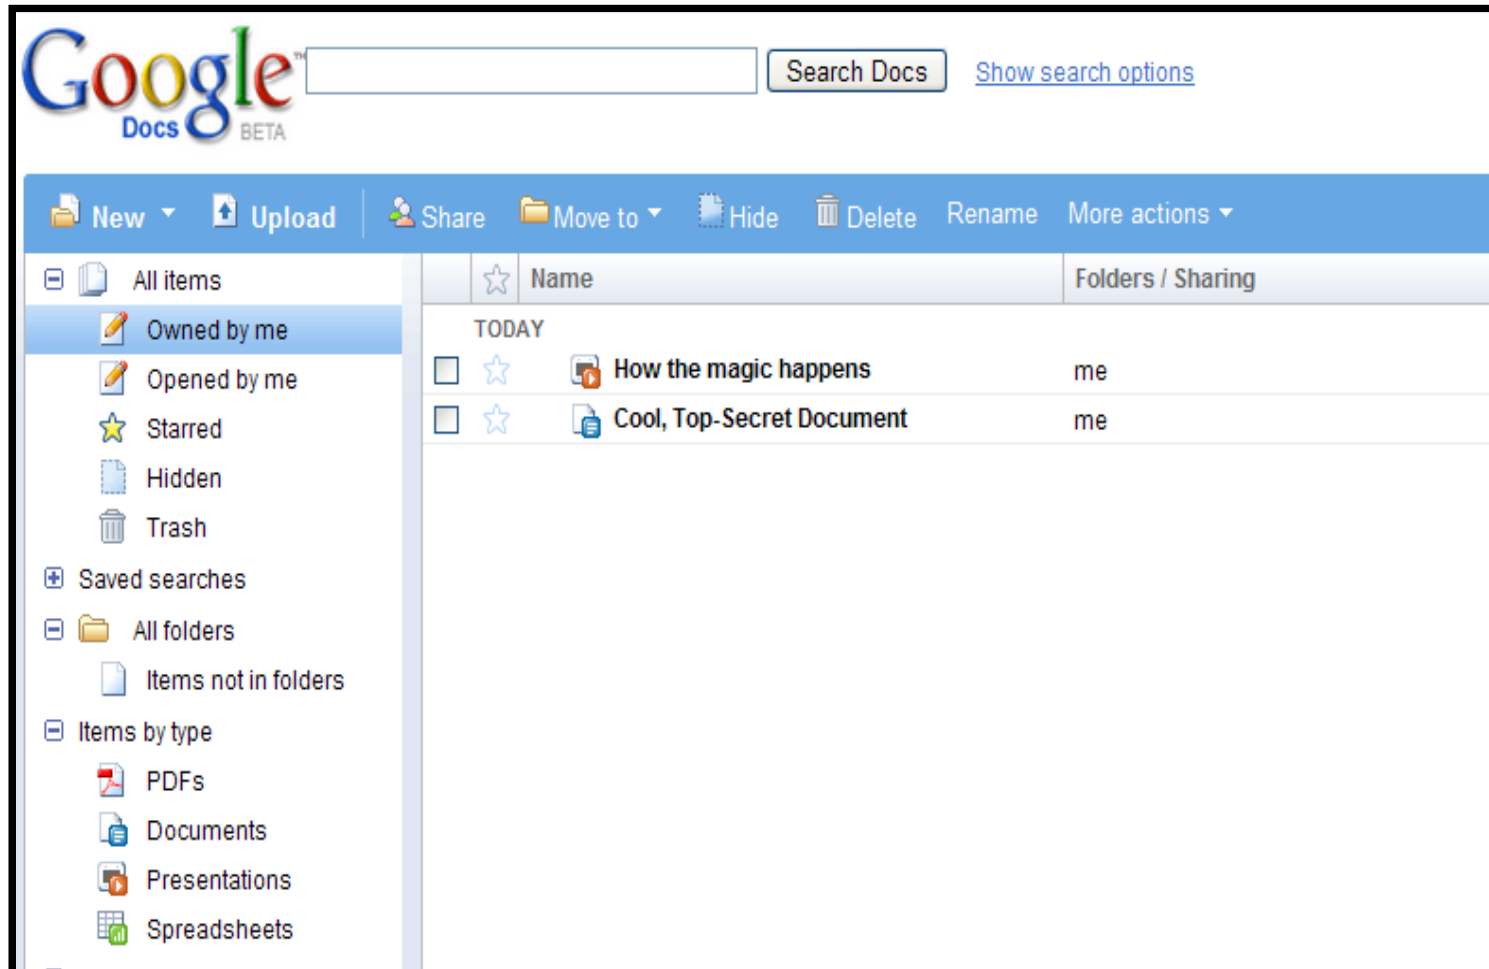 Google™
Docs BETA
Search Docs Show search options
New Upload Share Move to Hide Delete Rename More actions
All items
Owned by me
Opened by me
Starred
Hidden
Trash
Saved searches
All folders
Items not in folders
Items by type
PDFs
Documents
Presentations
Spreadsheets
Name Folders / Sharing
TODAY
How the magic happens me
Cool, Top-Secret Document me